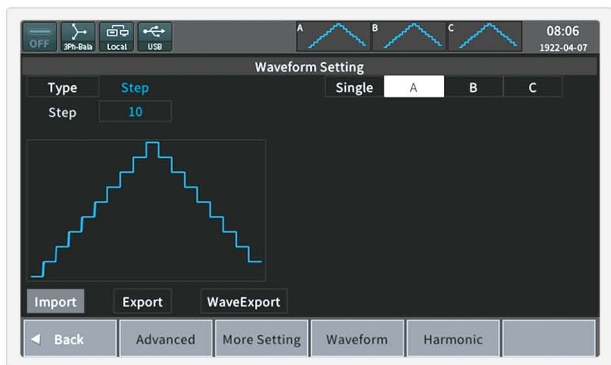 OFF 3Ph-Bala Local USB A B C 08:06
1922-04-07
Waveform Setting
Type Step Single A B C
Step 10
Import Export WaveExport
Back Advanced More Setting Waveform Harmonic